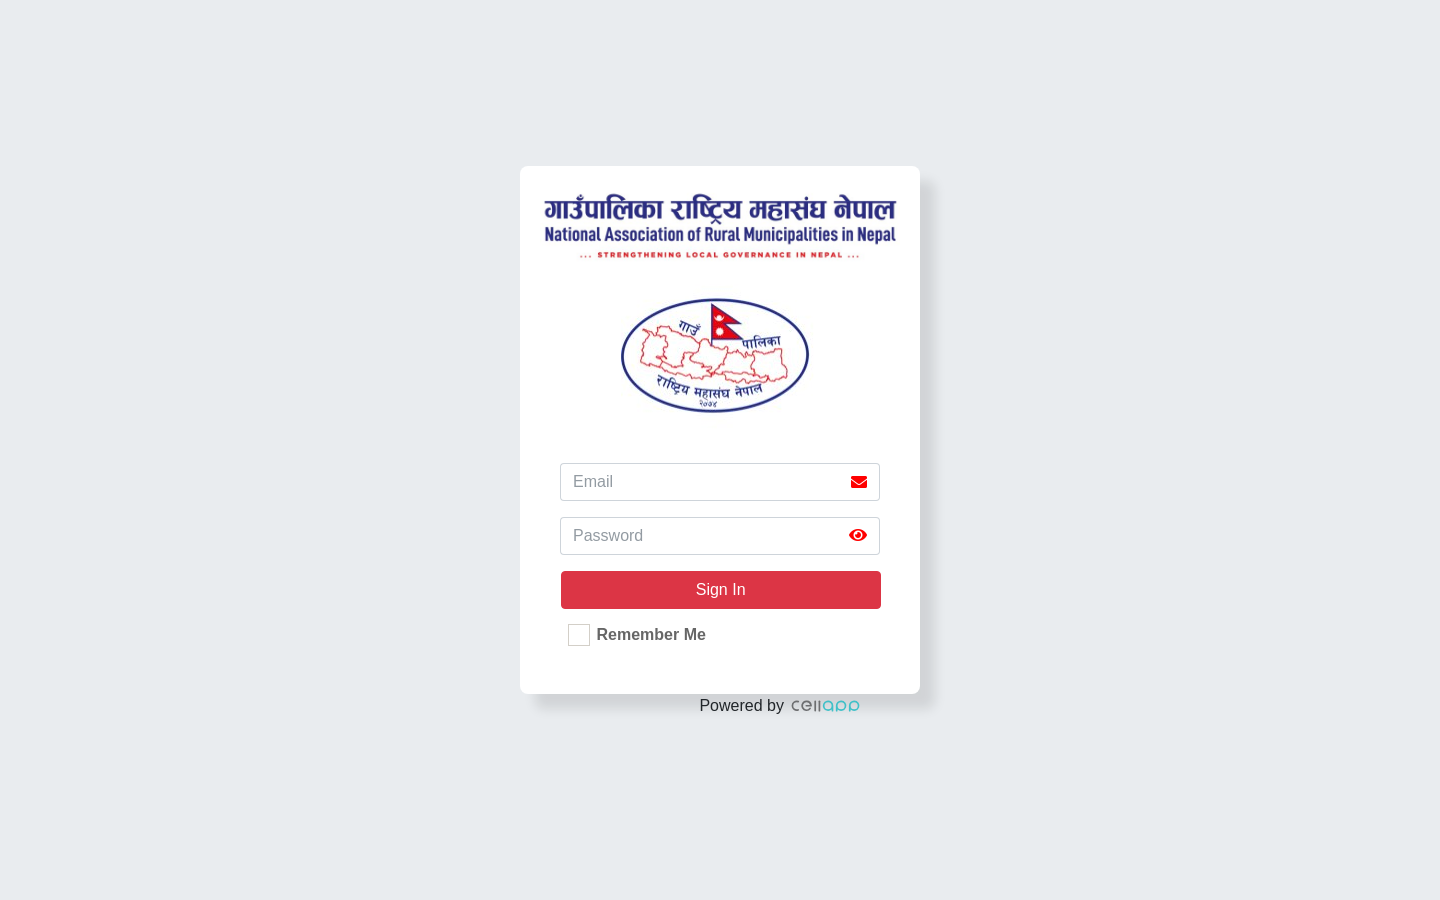 गाउँपालिका राष्ट्रिय महासंघ नेपाल
National Association of Rural Municipalities in Nepal
... STRENGTHENING LOCAL GOVERNANCE IN NEPAL ...
गाउँ
पालिका
राष्ट्रिय महासंघ नेपाल
२०७४
Email
Password
Sign In
Remember Me
Powered by cellapp